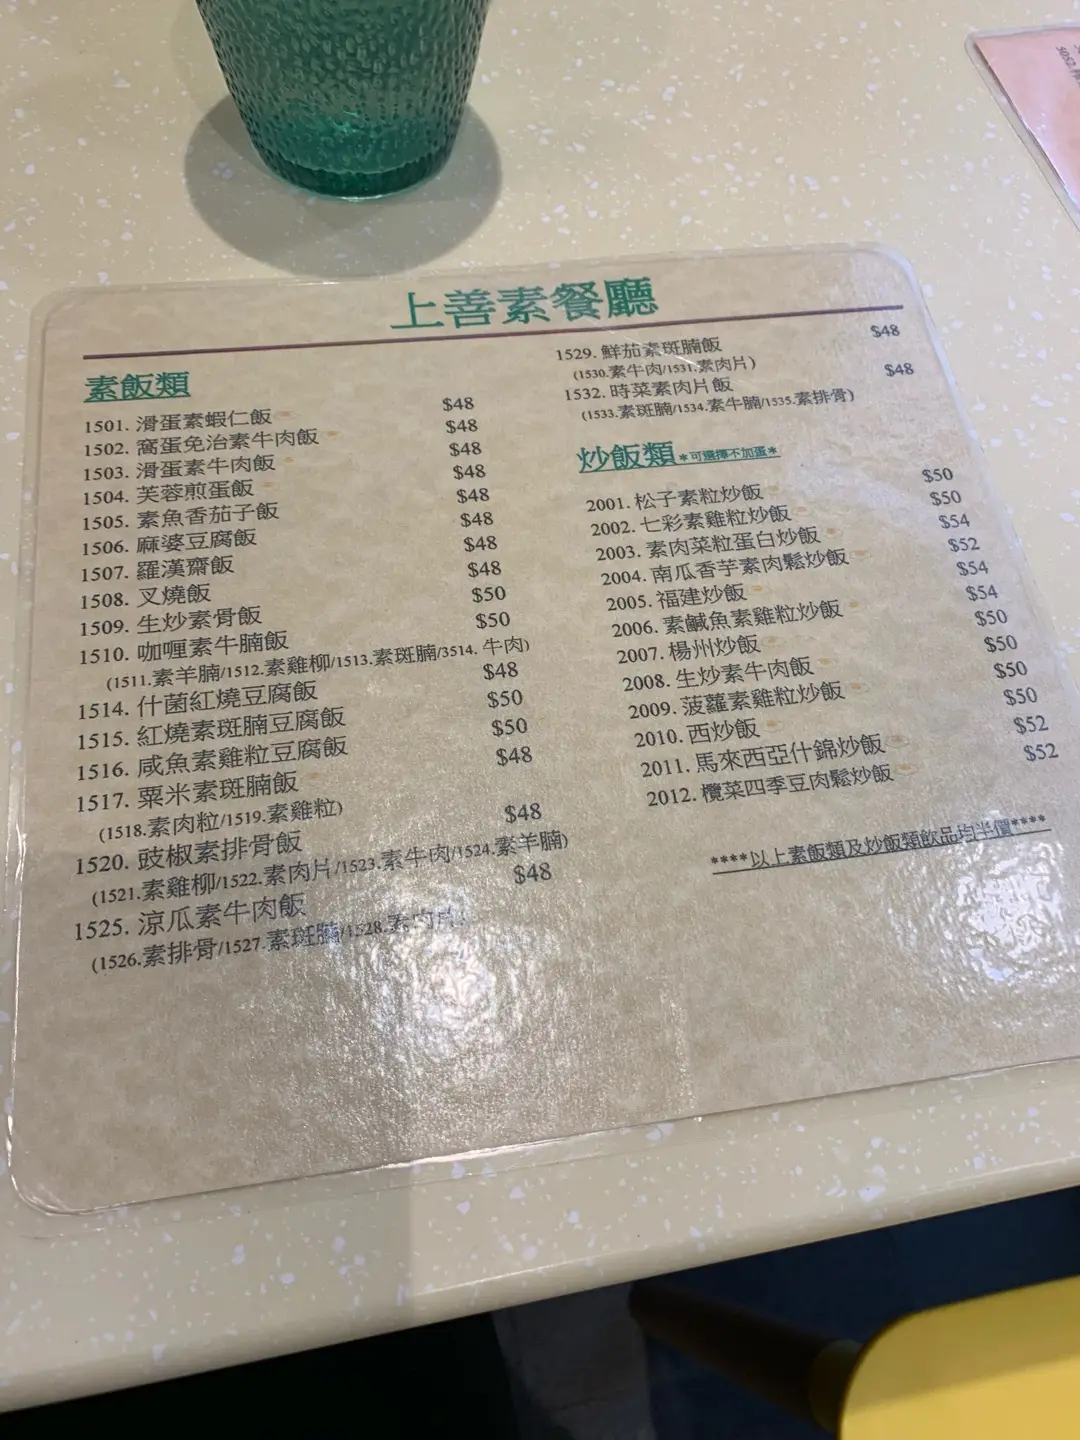 上善素餐廳
素飯類
1501. 滑蛋素蝦仁飯 $48
1502. 窩蛋免治素牛肉飯 $48
1503. 滑蛋素牛肉飯 $48
1504. 芙蓉煎蛋飯 $48
1505. 素魚香茄子飯 $48
1506. 麻婆豆腐飯 $48
1507. 羅漢齋飯 $48
1508. 叉燒飯 $48
1509. 生炒素骨飯 $50
1510. 咖喱素牛腩飯 $50
(1511.素羊腩/1512.素雞柳/1513.素斑腩/3514. 牛肉)
1514. 什菌紅燒豆腐飯 $48
1515. 紅燒素斑腩豆腐飯 $50
1516. 咸魚素雞粒豆腐飯 $50
1517. 粟米素斑腩飯 $48
(1518.素肉粒/1519.素雞粒)
1520. 豉椒素排骨飯 $48
(1521.素雞柳/1522.素肉片/1523.素牛肉/1524.素羊腩)
1525. 涼瓜素牛肉飯 $48
(1526.素排骨/1527.素斑腩/1528.素肉片)
1529. 鮮茄素斑腩飯 $48
(1530.素牛肉/1531.素肉片)
1532. 時菜素肉片飯 $48
(1533.素斑腩/1534.素牛腩/1535.素排骨)
炒飯類*可選擇不加蛋*
2001. 松子素粒炒飯 $50
2002. 七彩素雞粒炒飯 $50
2003. 素肉菜粒蛋白炒飯 $54
2004. 南瓜香芋素肉鬆炒飯 $52
2005. 福建炒飯 $54
2006. 素鹹魚素雞粒炒飯 $54
2007. 楊州炒飯 $50
2008. 生炒素牛肉飯 $50
2009. 菠蘿素雞粒炒飯 $50
2010. 西炒飯 $50
2011. 馬來西亞什錦炒飯 $52
2012. 欖菜四季豆肉鬆炒飯 $52
****以上素飯類及炒飯類飲品均半價****